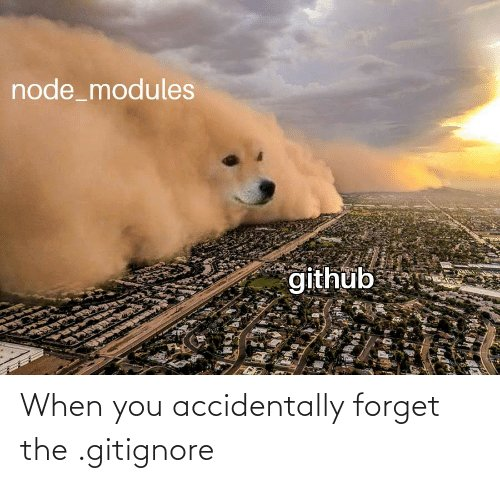 node_modules
github
When you accidentally forget
the .gitignore